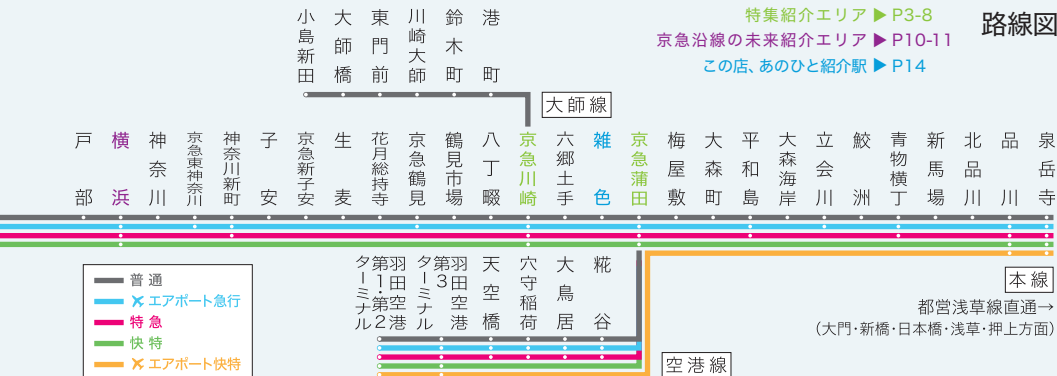 特集紹介エリア ▶ P3-8
京急沿線の未来紹介エリア ▶ P10-11
この店、あのひと紹介駅 ▶ P14
路線図
小島新田
大師橋
東門前
川崎大師
鈴木町
港町
大師線
戸部
横浜
神奈川
京急東神奈川
神奈川新町
子安
京急新子安
生麦
花月総持寺
京急鶴見
鶴見市場
八丁畷
京急川崎
六郷土手
雑色
京急蒲田
梅屋敷
大森町
平和島
大森海岸
立会川
鮫洲
青物横丁
新馬場
北品川
品川
泉岳寺
羽田空港
第1・第2
ターミナル
羽田空港
第3
ターミナル
天空橋
穴守稲荷
大鳥居
糀谷
普通
エアポート急行
特急
快特
エアポート快特
本線
都営浅草線直通→
（大門・新橋・日本橋・浅草・押上方面）
空港線